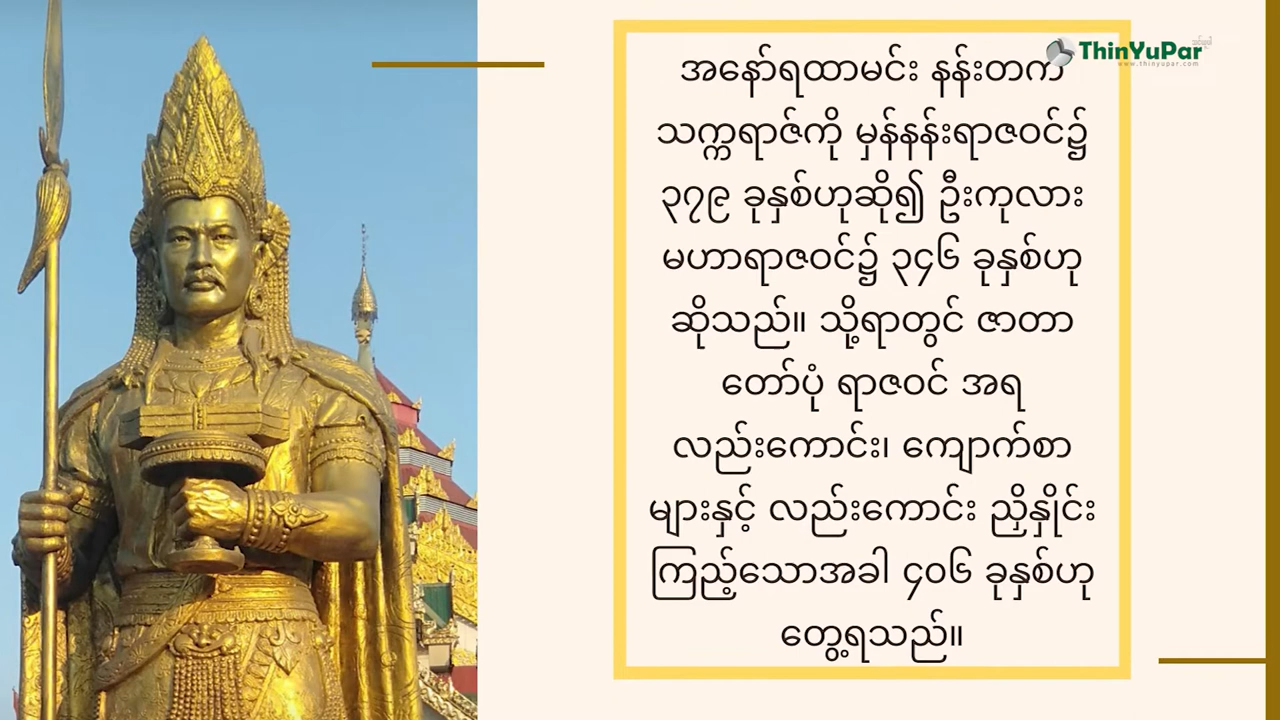 ThinYuPar
www.thinyupar.com
အနော်ရထာမင်း နန်းတက်
သက္ကရာဇ်ကို မှန်နန်းရာဇဝင်၌
၃၇၉ ခုနှစ်ဟုဆို၍ ဦးကုလား
မဟာရာဇဝင်၌ ၃၄၆ ခုနှစ်ဟု
ဆိုသည်။ သို့ရာတွင် ဇာတာ
တော်ပုံ ရာဇဝင် အရ
လည်းကောင်း၊ ကျောက်စာ
များနှင့် လည်းကောင်း ညှိနှိုင်း
ကြည့်သောအခါ ၄၀၆ ခုနှစ်ဟု
တွေ့ရသည်။